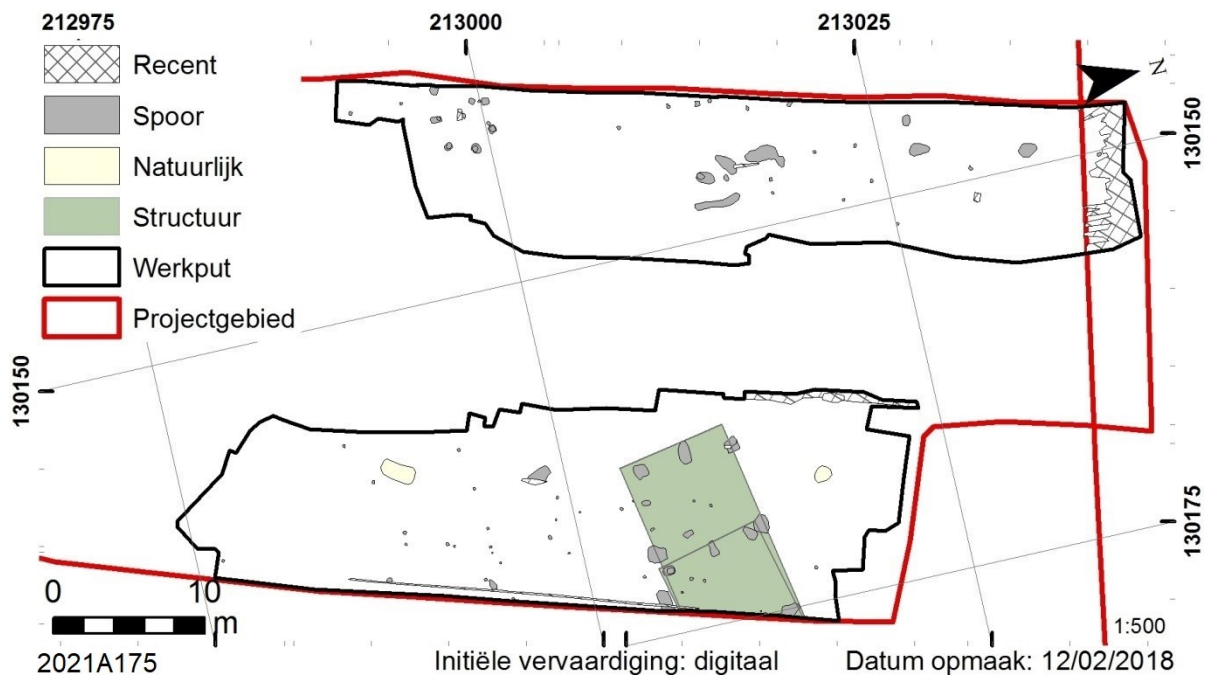 212975
213000
213025
Recent
Spoor
Natuurlijk
Structuur
Werkput
Projectgebied
N
130150
130150
130175
0 10
m
1:500
2021A175
Initiële vervaardiging: digitaal
Datum opmaak: 12/02/2018